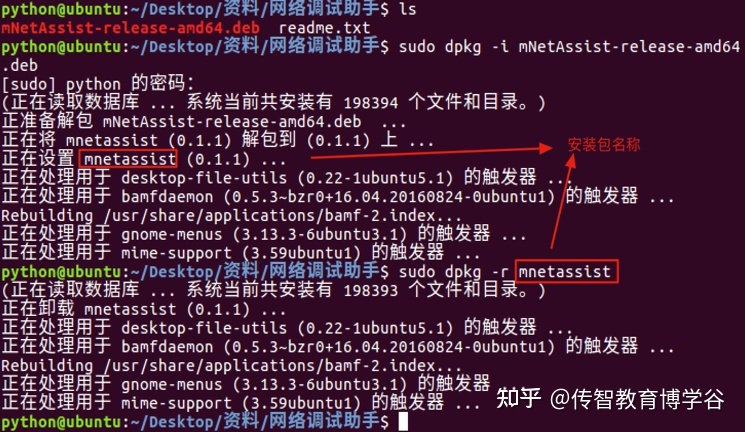 python@ubuntu:~/Desktop/资料/网络调试助手$ ls
mNetAssist-release-amd64.deb  readme.txt
python@ubuntu:~/Desktop/资料/网络调试助手$ sudo dpkg -i mNetAssist-release-amd64
.deb
[sudo] python 的密码:
(正在读取数据库 ... 系统当前共安装有 198394 个文件和目录。)
正准备解包 mNetAssist-release-amd64.deb  ...
正在将 mnetassist (0.1.1) 解包到 (0.1.1) 上 ...
正在设置 mnetassist (0.1.1) ...
安装包名称
正在处理用于 desktop-file-utils (0.22-1ubuntu5.1) 的触发器 ...
正在处理用于 bamfdaemon (0.5.3~bzr0+16.04.20160824-0ubuntu1) 的触发器 ...
Rebuilding /usr/share/applications/bamf-2.index...
正在处理用于 gnome-menus (3.13.3-6ubuntu3.1) 的触发器 ...
正在处理用于 mime-support (3.59ubuntu1) 的触发器 ...
python@ubuntu:~/Desktop/资料/网络调试助手$ sudo dpkg -r mnetassist
(正在读取数据库 ... 系统当前共安装有 198393 个文件和目录。)
正在卸载 mnetassist (0.1.1) ...
正在处理用于 desktop-file-utils (0.22-1ubuntu5.1) 的触发器 ...
正在处理用于 bamfdaemon (0.5.3~bzr0+16.04.20160824-0ubuntu1) 的触发器 ...
Rebuilding /usr/share/applications/bamf-2.index...
正在处理用于 gnome-menus (3.13.3-6ubuntu3.1) 的触发器 ...
正在处理用于 mime-support (3.59ubuntu1) 的触发器 ...
知乎 @传智教育博学谷
python@ubuntu:~/Desktop/资料/网络调试助手$